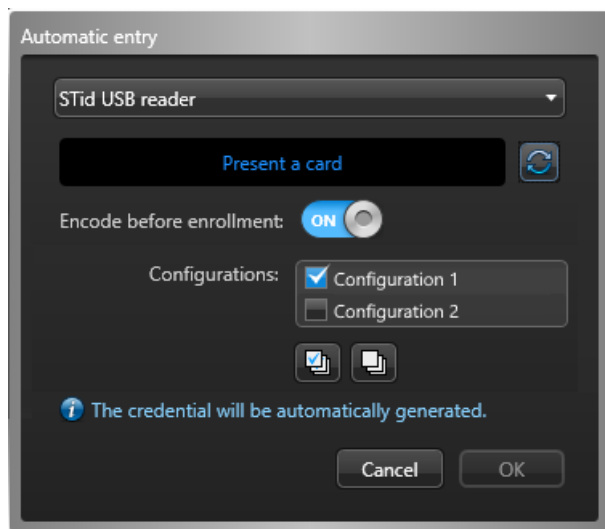 Automatic entry
STid USB reader
Present a card
Encode before enrollment: ON
Configurations: Configuration 1
Configuration 2
The credential will be automatically generated.
Cancel OK